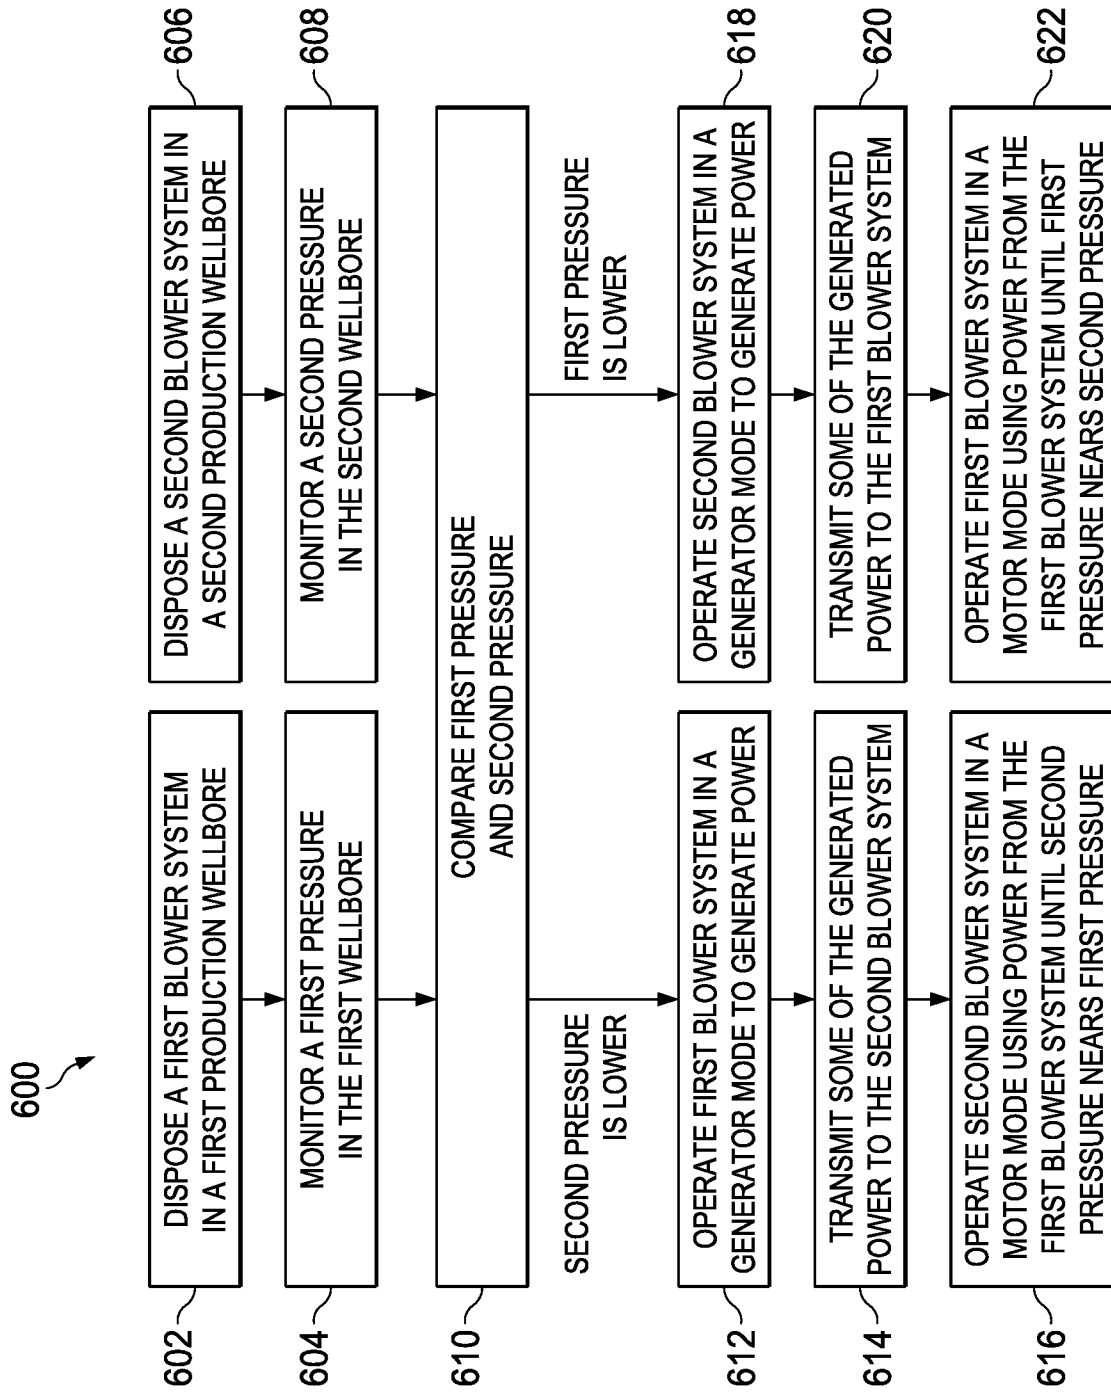 600
602
DISPOSE A FIRST BLOWER SYSTEM
IN A FIRST PRODUCTION WELLBORE
DISPOSE A SECOND BLOWER SYSTEM IN
A SECOND PRODUCTION WELLBORE
606
604
MONITOR A FIRST PRESSURE
IN THE FIRST WELLBORE
MONITOR A SECOND PRESSURE
IN THE SECOND WELLBORE
608
610
COMPARE FIRST PRESSURE
AND SECOND PRESSURE
SECOND PRESSURE
IS LOWER
FIRST PRESSURE
IS LOWER
612
OPERATE FIRST BLOWER SYSTEM IN A
GENERATOR MODE TO GENERATE POWER
OPERATE SECOND BLOWER SYSTEM IN A
GENERATOR MODE TO GENERATE POWER
618
614
TRANSMIT SOME OF THE GENERATED
POWER TO THE SECOND BLOWER SYSTEM
TRANSMIT SOME OF THE GENERATED
POWER TO THE FIRST BLOWER SYSTEM
620
616
OPERATE SECOND BLOWER SYSTEM IN A
MOTOR MODE USING POWER FROM THE
FIRST BLOWER SYSTEM UNTIL SECOND
PRESSURE NEARS FIRST PRESSURE
OPERATE FIRST BLOWER SYSTEM IN A
MOTOR MODE USING POWER FROM THE
FIRST BLOWER SYSTEM UNTIL FIRST
PRESSURE NEARS SECOND PRESSURE
622